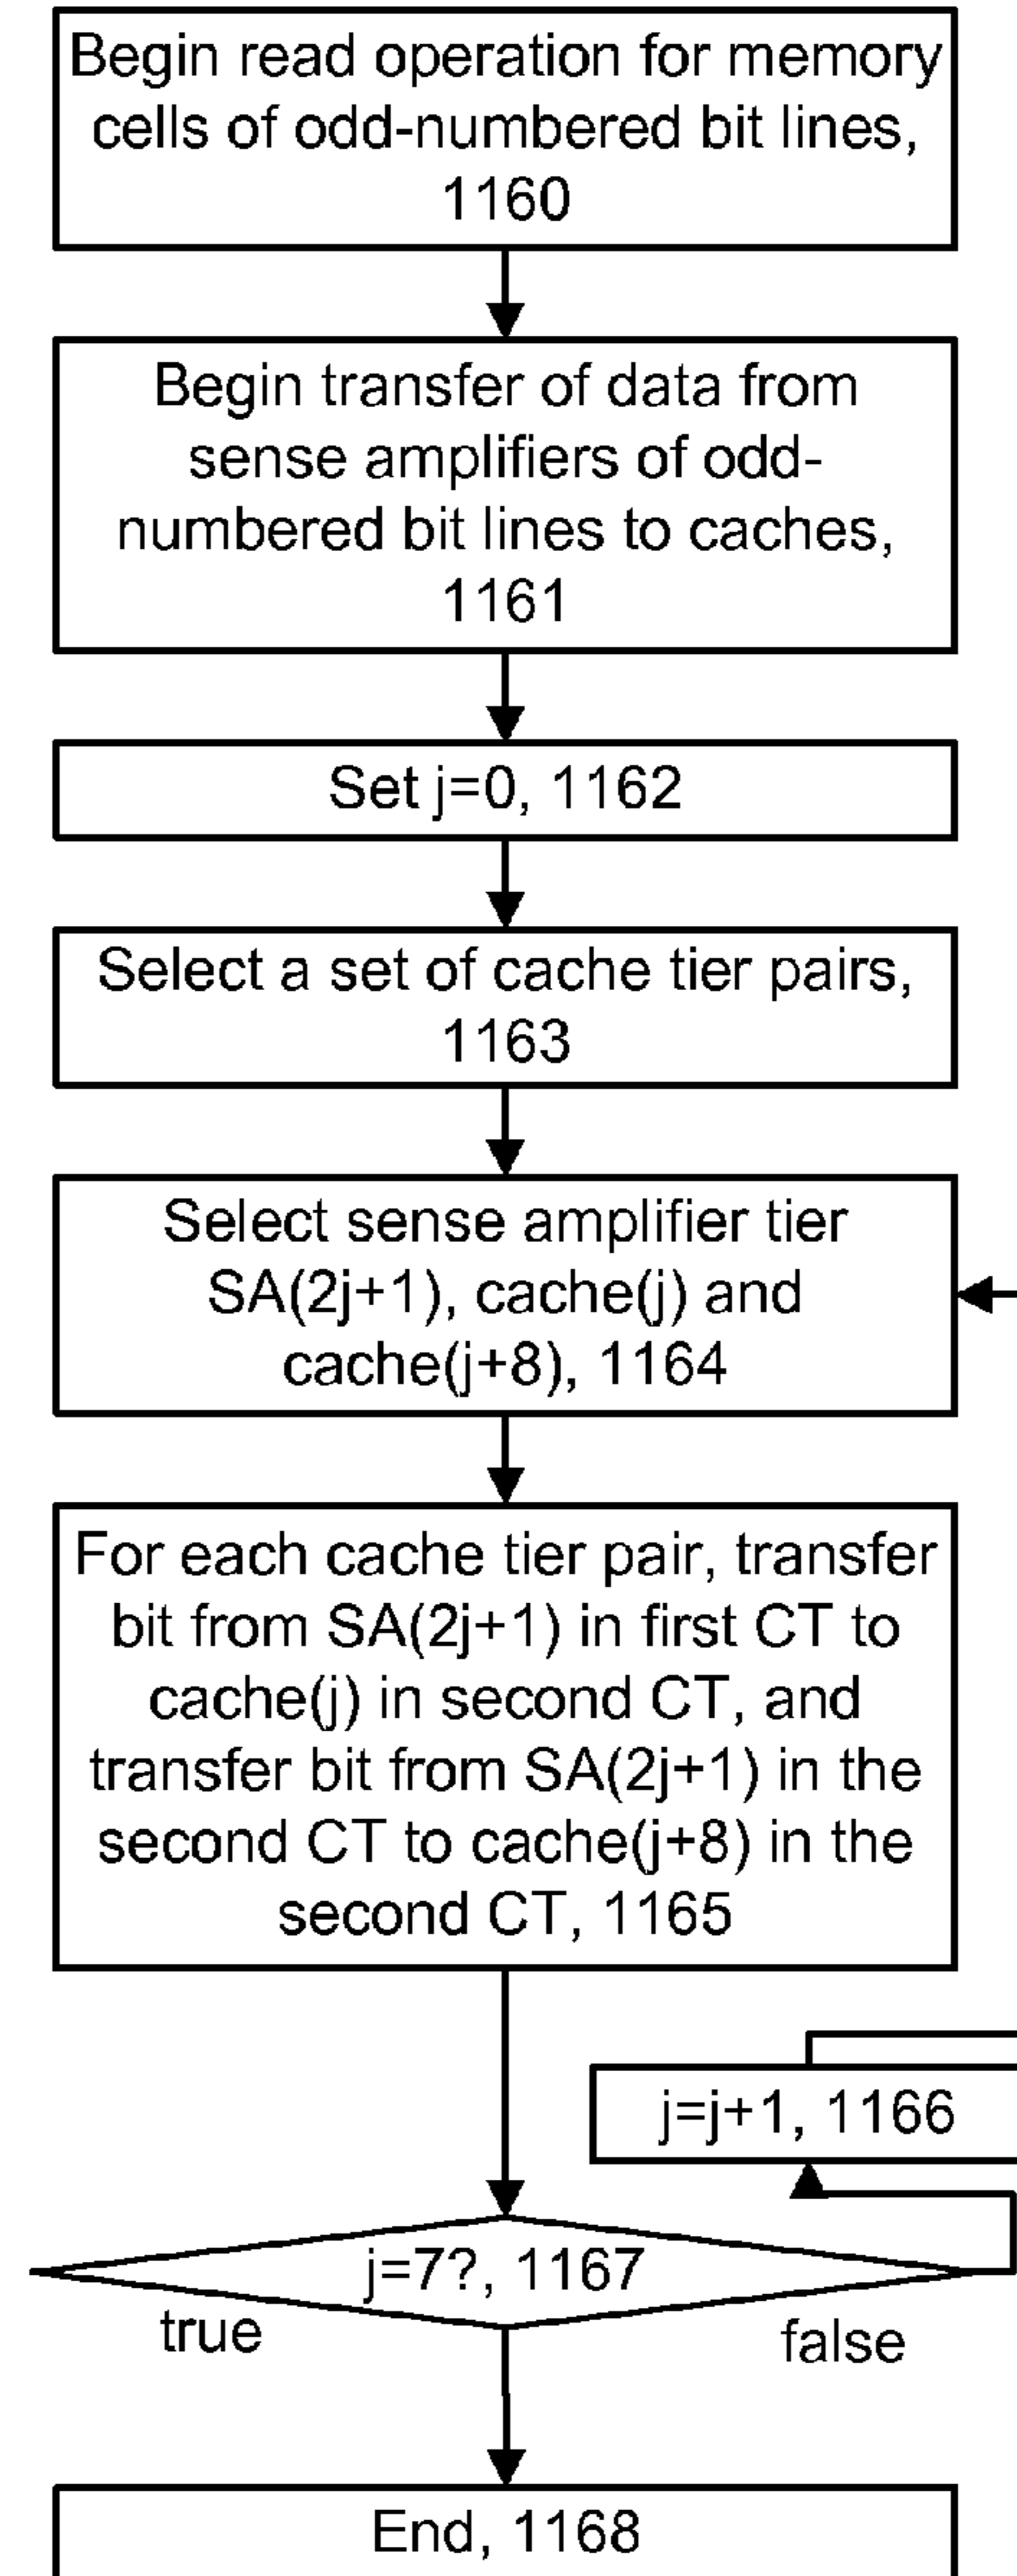 Begin read operation for memory
cells of odd-numbered bit lines,
1160
Begin transfer of data from
sense amplifiers of odd-
numbered bit lines to caches,
1161
Set j=0, 1162
Select a set of cache tier pairs,
1163
Select sense amplifier tier
SA(2j+1), cache(j) and
cache(j+8), 1164
For each cache tier pair, transfer
bit from SA(2j+1) in first CT to
cache(j) in second CT, and
transfer bit from SA(2j+1) in the
second CT to cache(j+8) in the
second CT, 1165
j=j+1, 1166
j=7?, 1167
true
false
End, 1168